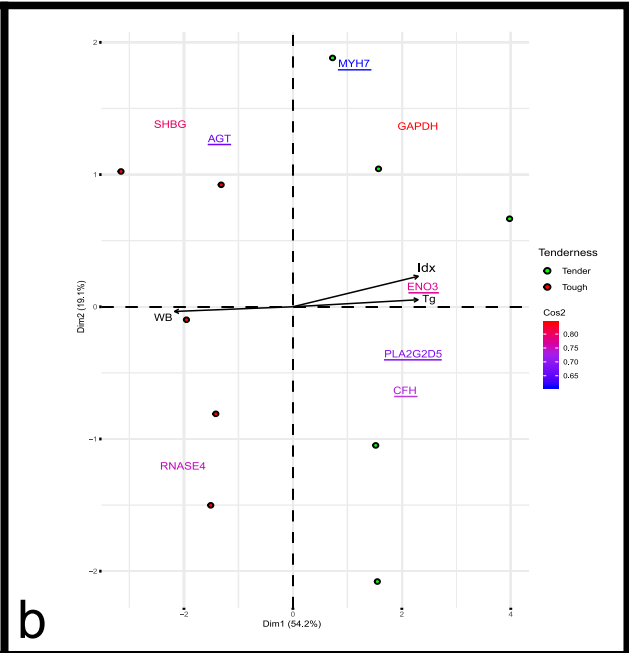 2
MYH7
SHBG
AGT
GAPDH
1
Idx
ENO3
Tg
0
WB
Dim2 (19.1%)
PLA2G2D5
CFH
−1
RNASE4
−2
−2
0
2
4
Dim1 (54.2%)
Tenderness
Tender
Tough
Cos2
0.80
0.75
0.70
0.65
b